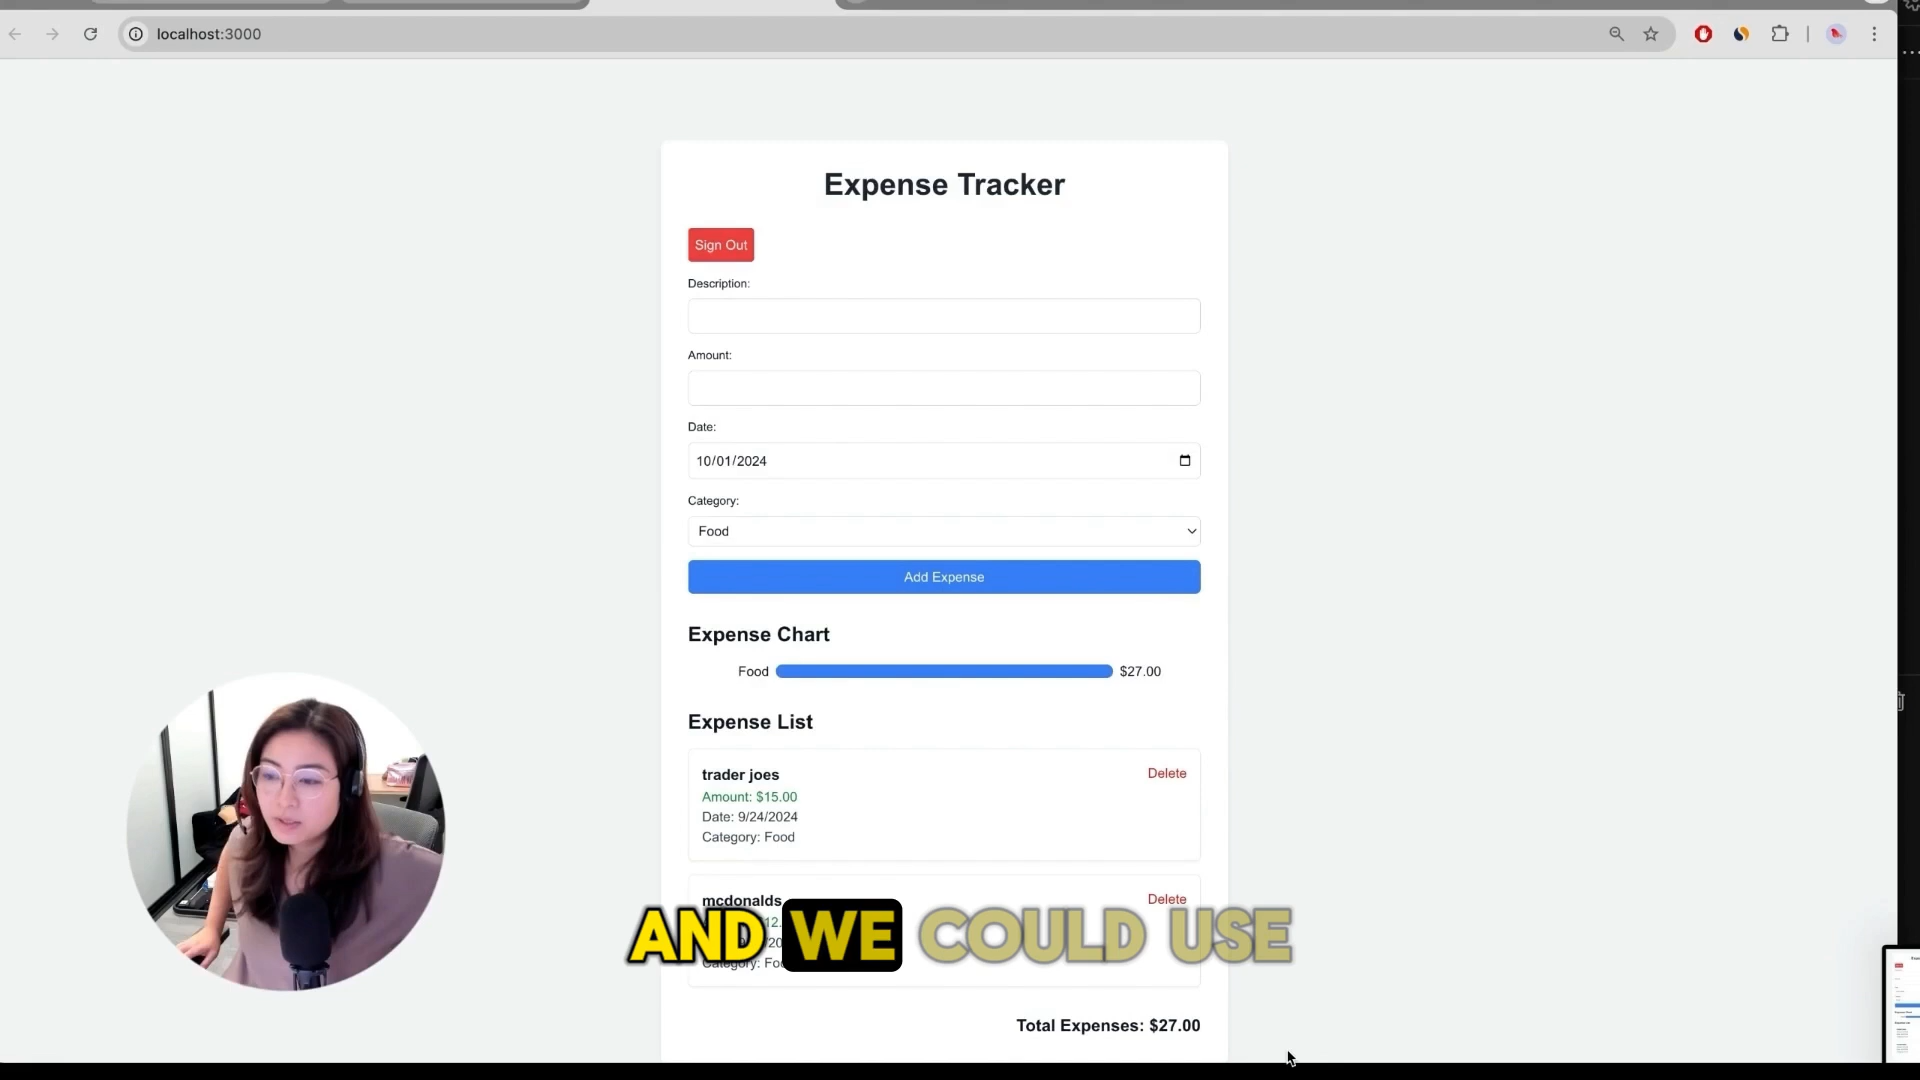 localhost:3000
Expense Tracker
Sign Out
Description:
Amount:
Date:
10/01/2024
Category:
Food
Add Expense
Expense Chart
Food $27.00
Expense List
trader joes Delete
Amount: $15.00
Date: 9/24/2024
Category: Food
mcdonalds Delete
Category:
AND WE COULD USE
Total Expenses: $27.00